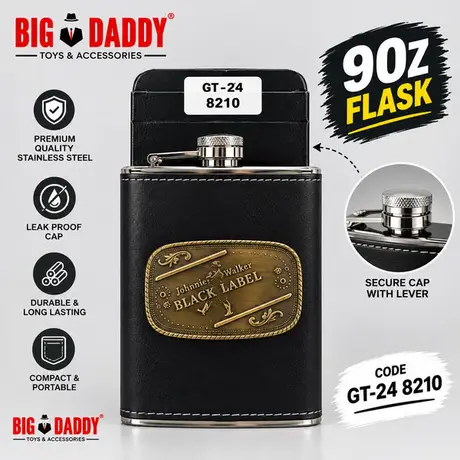 BIG DADDY®
TOYS & ACCESSORIES
GT-24
8210
9OZ
FLASK
PREMIUM
QUALITY
STAINLESS STEEL
LEAK PROOF
CAP
DURABLE &
LONG LASTING
COMPACT &
PORTABLE
Johnnier Walker
BLACK LABEL
SECURE CAP
WITH LEVER
CODE
GT-24 8210
BIG DADDY®
TOYS & ACCESSORIES